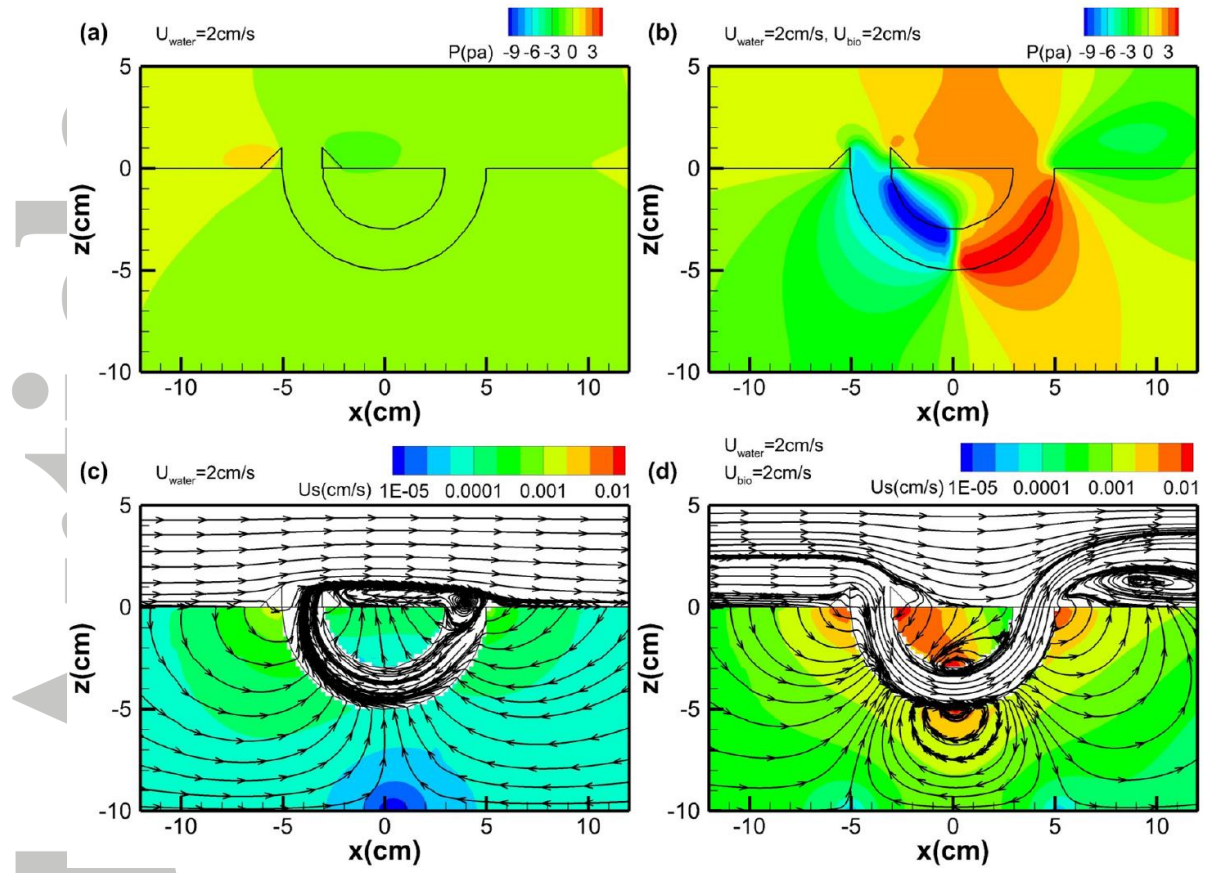 (a) U_water=2cm/s
P(pa) -9 -6 -3 0 3
5
0
-5
-10
z(cm)
-10 -5 0 5 10
x(cm)
(b) U_water=2cm/s, U_bio=2cm/s
P(pa) -9 -6 -3 0 3
5
0
-5
-10
z(cm)
-10 -5 0 5 10
x(cm)
(c) U_water=2cm/s
Us(cm/s) 1E-05 0.0001 0.001 0.01
5
0
-5
-10
z(cm)
-10 -5 0 5 10
x(cm)
(d) U_water=2cm/s
U_bio=2cm/s
Us(cm/s) 1E-05 0.0001 0.001 0.01
5
0
-5
-10
z(cm)
-10 -5 0 5 10
x(cm)